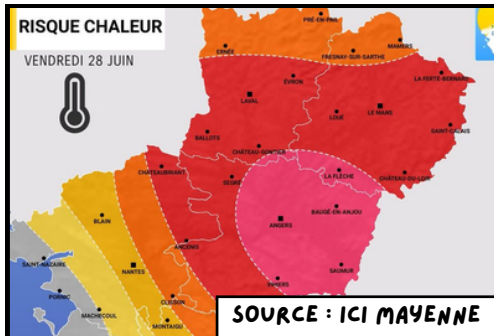 RISQUE CHALEUR
VENDREDI 28 JUIN
PRÉ-EN-PAIL
ERNÉE
FRESNAY-SUR-SARTHE
MAMERS
ÉVRON
LA FERTÉ-BERNARD
LAVAL
LOUÉ
LE MANS
BALLOTS
SAINT-CALAIS
CHÂTEAU-GONTIER
CHÂTEAUBRIANT
SEGRÉ
LA FLÈCHE
CHÂTEAU-DU-LOIR
BLAIN
BAUGÉ-EN-ANJOU
ANGERS
ANCENIS
SAINT-NAZAIRE
NANTES
SAUMUR
VIHIERS
PORNIC
CLISSON
MACHECOUL
MONTAIGU
SOURCE : ICI MAYENNE